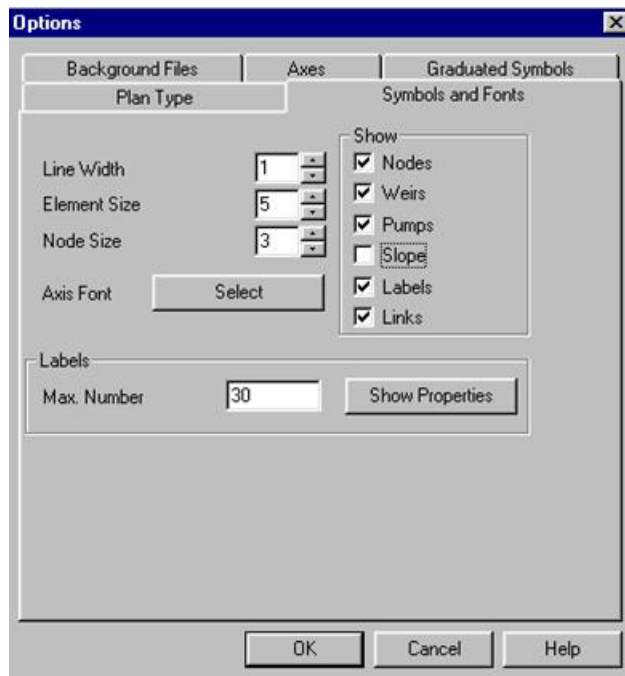 Options
Background Files Axes Graduated Symbols
Plan Type Symbols and Fonts
Show
Line Width 1 Nodes
Element Size 5 Weirs
Node Size 3 Pumps
Slope
Axis Font Select Labels
Links
Labels
Max. Number 30 Show Properties
OK Cancel Help